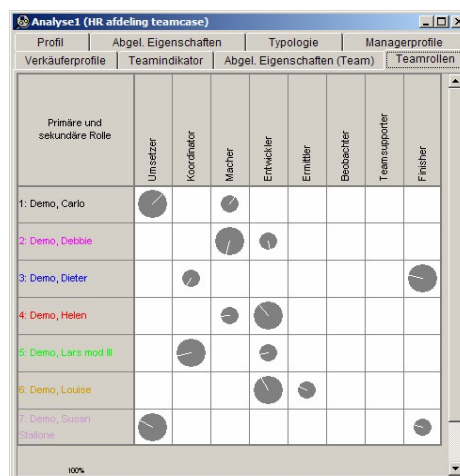 Analyse1 (HR afdeling teamcase)
Profil
Abgel. Eigenschaften
Typologie
Managerprofile
Verkäuferprofile
Teamindikator
Abgel. Eigenschaften (Team)
Teamrollen
Primäre und
sekundäre Rolle
Umsetzer
Koordinator
Macher
Entwickler
Ermittler
Beobachter
Teamsupporter
Finisher
1: Demo, Carlo
2: Demo, Debbie
3: Demo, Dieter
4: Demo, Helen
5: Demo, Lars mod III
6: Demo, Louise
7: Demo, Susan
Stallone
100%